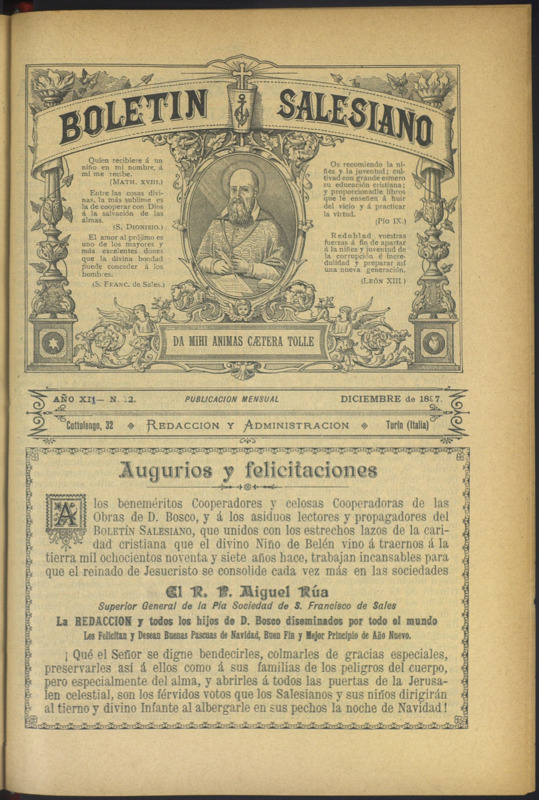 BOLETIN SALESIANO
Quien recibiere á un
niño en mi nombre, á
mi me recibe.
(MATH. XVIII.)
Entre las cosas divi-
nas, la más sublime es
la de cooperar con Dios
á la salvación de las
almas.
(S. DIONISIO.)
El amor al prójimo es
uno de los mayores y
más excelentes dones
que la divina bondad
puede conceder á los
hombres.
(S. FRANC. de Sales.)
Os recomiendo la ni-
ñez y la juventud; cul-
tivad con grande esmero
su educación cristiana;
y proporcionadle libros
que le enseñen á huir
del vicio y á practicar
la virtud.
(Pío IX.)
Redoblad vuestras
fuerzas á fin de apartar
á la niñez y juventud de
la corrupción é incre-
dulidad y preparar así
una nueva generación.
(LEÓN XIII.)
DA MIHI ANIMAS CÆTERA TOLLE
AÑO XII— N. 12. PUBLICACION MENSUAL DICIEMBRE de 1897.
Cottolengo, 32 REDACCIÓN Y ADMINISTRACION Turín (Italia)
Augurios y felicitaciones
A los beneméritos Cooperadores y celosas Cooperadoras de las
Obras de D. Bosco, y á los asiduos lectores y propagadores del
BOLETÍN SALESIANO, que unidos con los estrechos lazos de la cari-
dad cristiana que el divino Niño de Belén vino á traernos á la
tierra mil ochocientos noventa y siete años hace, trabajan incansables para
que el reinado de Jesucristo se consolide cada vez más en las sociedades
El R. P. Miguel Rúa
Superior General de la Pía Sociedad de S. Francisco de Sales
La REDACCION y todos los hijos de D. Bosco diseminados por todo el mundo
Les Felicitan y Desean Buenas Pascuas de Navidad, Buen Fin y Mejor Principio de Año Nuevo.
¡ Qué el Señor se digne bendecirles, colmarles de gracias especiales,
preservarles así á ellos como á sus familias de los peligros del cuerpo,
pero especialmente del alma, y abrirles á todos las puertas de la Jerusa-
len celestial, son los férvidos votos que los Salesianos y sus niños dirigirán
al tierno y divino Infante al albergarle en sus pechos la noche de Navidad !